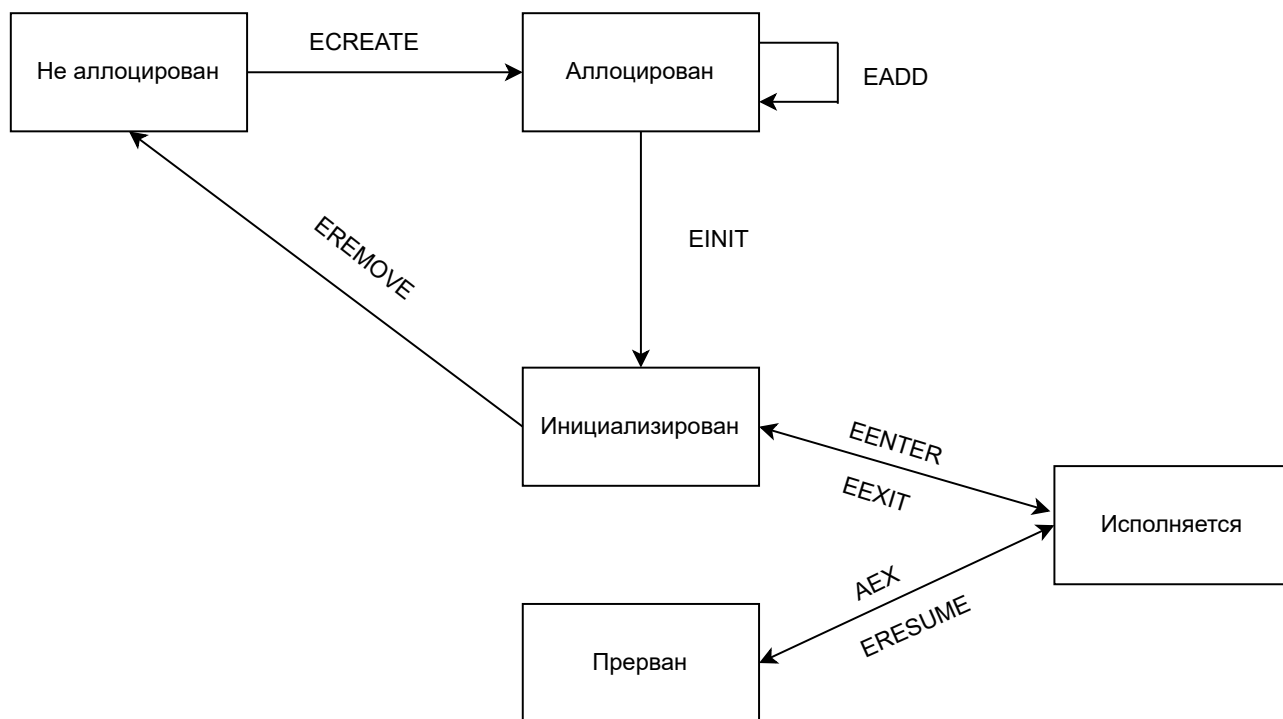 Не аллоцирован
ECREATE
Аллоцирован
EADD
EREMOVE
EINIT
Инициализирован
EENTER
EEXIT
Исполняется
AEX
ERESUME
Прерван